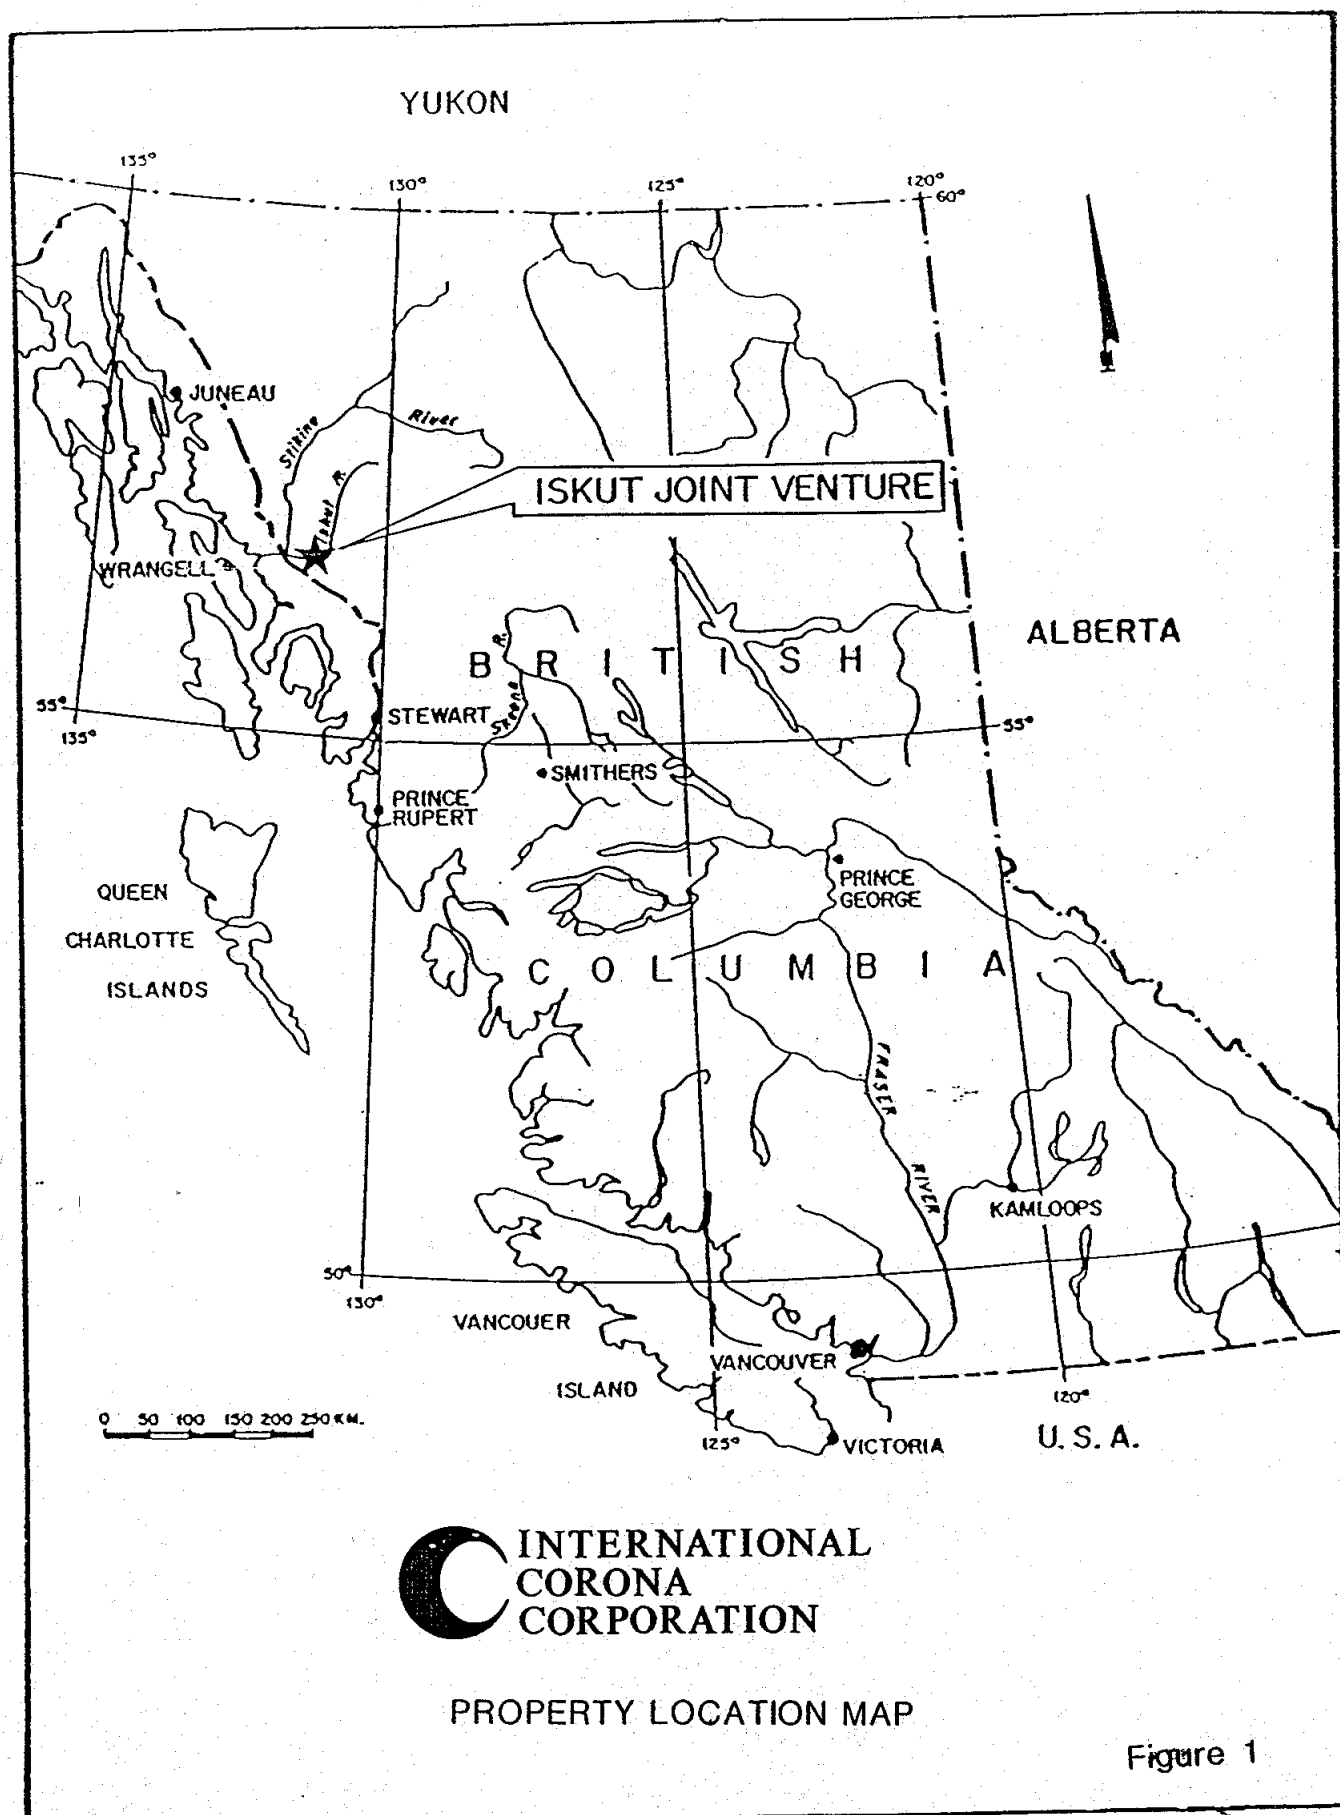 YUKON
135°
130°
125°
120°
60°
N
JUNEAU
Stikine
River
Iskut R.
ISKUT JOINT VENTURE
WRANGELL
ALBERTA
BRITISH
Skeena R.
55°
135°
STEWART
55°
SMITHERS
PRINCE
RUPERT
PRINCE
GEORGE
QUEEN
CHARLOTTE
ISLANDS
COLUMBIA
FRASER
RIVER
KAMLOOPS
50°
130°
VANCOUER
ISLAND
VANCOUVER
120°
125°
VICTORIA
U.S.A.
0 50 100 150 200 250 KM.
INTERNATIONAL
CORONA
CORPORATION
PROPERTY LOCATION MAP
Figure 1